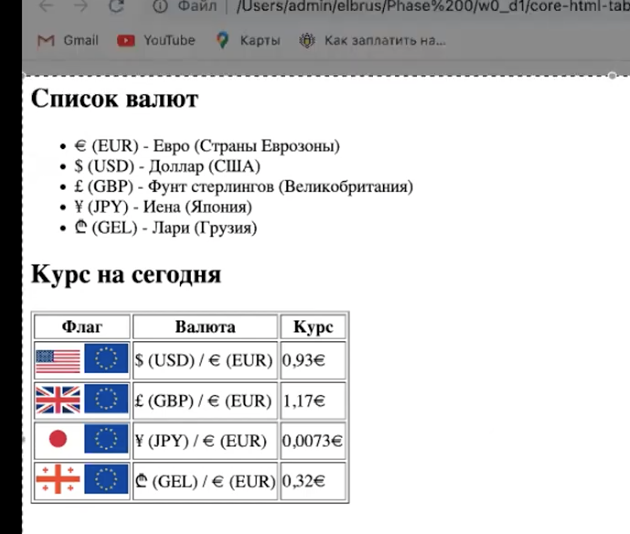 Файл /Users/admin/elbrus/Phase%200/w0_d1/core-html-tab
Gmail YouTube Карты Как заплатить на...
Список валют
• € (EUR) - Евро (Страны Еврозоны)
• $ (USD) - Доллар (США)
• £ (GBP) - Фунт стерлингов (Великобритания)
• ¥ (JPY) - Иена (Япония)
• ₾ (GEL) - Лари (Грузия)
Курс на сегодня
Флаг Валюта Курс
$ (USD) / € (EUR) 0,93€
£ (GBP) / € (EUR) 1,17€
¥ (JPY) / € (EUR) 0,0073€
₾ (GEL) / € (EUR) 0,32€